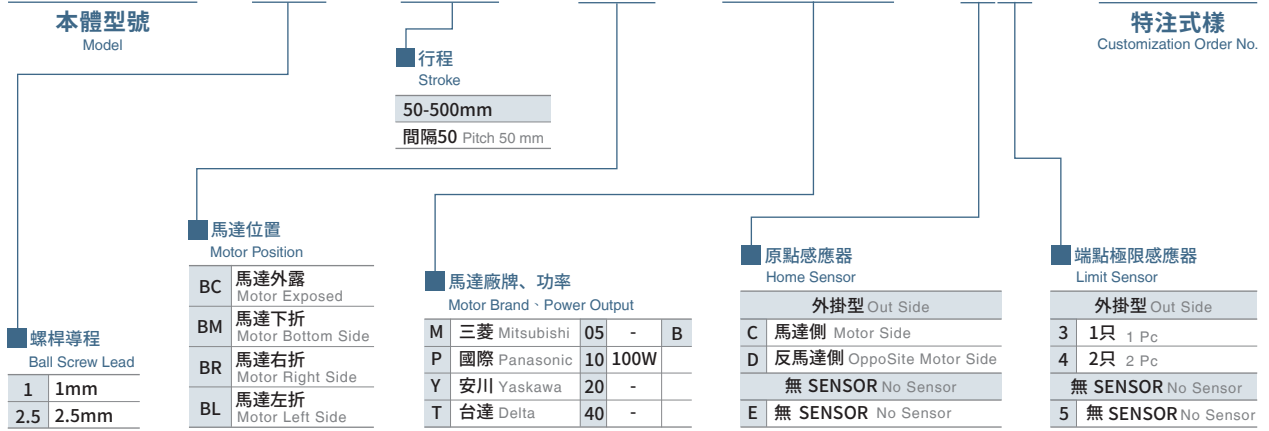 本體型號
Model
特注式樣
Customization Order No.
行程
Stroke
50-500mm
間隔50 Pitch 50 mm
螺桿導程
Ball Screw Lead
1 1mm
2.5 2.5mm
馬達位置
Motor Position
BC 馬達外露
Motor Exposed
BM 馬達下折
Motor Bottom Side
BR 馬達右折
Motor Right Side
BL 馬達左折
Motor Left Side
馬達廠牌、功率
Motor Brand、Power Output
M 三菱 Mitsubishi 05 - B
P 國際 Panasonic 10 100W
Y 安川 Yaskawa 20 -
T 台達 Delta 40 -
原點感應器
Home Sensor
外掛型 Out Side
C 馬達側 Motor Side
D 反馬達側 OppoSite Motor Side
無 SENSOR No Sensor
E 無 SENSOR No Sensor
端點極限感應器
Limit Sensor
外掛型 Out Side
3 1只 1 Pc
4 2只 2 Pc
無 SENSOR No Sensor
5 無 SENSOR No Sensor